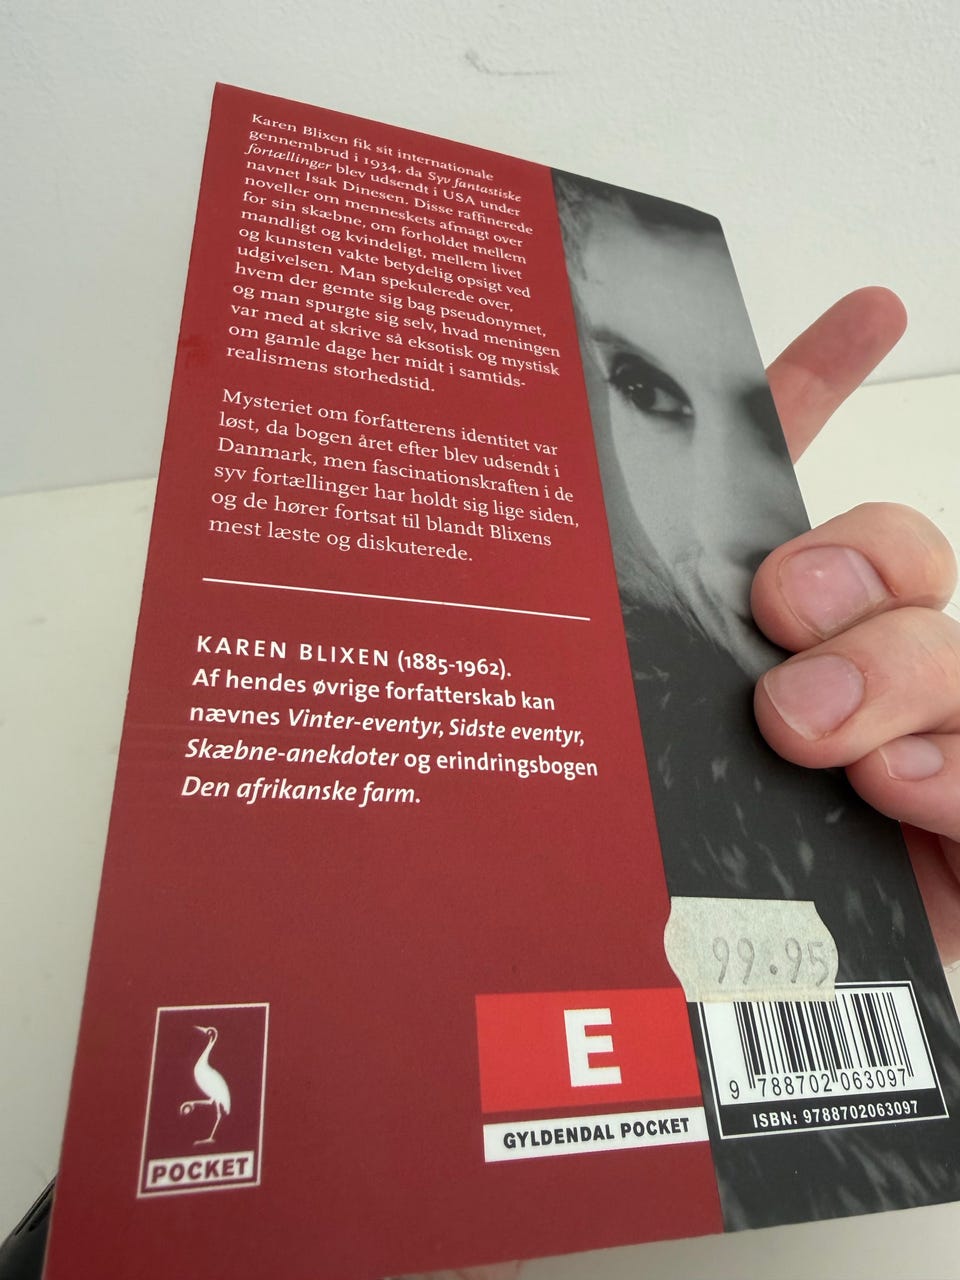 Karen Blixen fik sit internationale
gennembrud i 1934, da Syv fantastiske
fortællinger blev udsendt i USA under
navnet Isak Dinesen. Disse raffinerede
noveller om menneskets afmagt over
for sin skæbne, om forholdet mellem
mandligt og kvindeligt, mellem livet
og kunsten vakte betydelig opsigt ved
udgivelsen. Man spekulerede over,
hvem der gemte sig bag pseudonymet,
og man spurgte sig selv, hvad meningen
var med at skrive så eksotisk og mystisk
om gamle dage her midt i samtids-
realismens storhedstid.
Mysteriet om forfatterens identitet var
løst, da bogen året efter blev udsendt i
Danmark, men fascinationskraften i de
syv fortællinger har holdt sig lige siden,
og de hører fortsat til blandt Blixens
mest læste og diskuterede.
KAREN BLIXEN (1885-1962).
Af hendes øvrige forfatterskab kan
nævnes Vinter-eventyr, Sidste eventyr,
Skæbne-anekdoter og erindringsbogen
Den afrikanske farm.
99.95
POCKET
E
GYLDENDAL POCKET
9 788702 063097
ISBN: 9788702063097